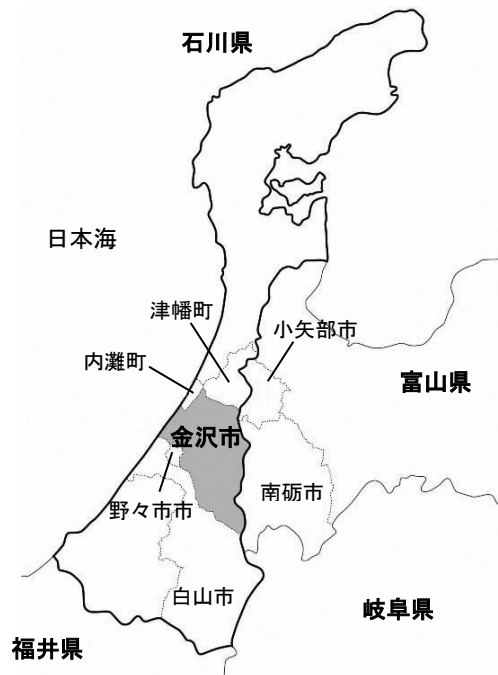 石川県
日本海
津幡町
小矢部市
内灘町
富山県
金沢市
南砺市
野々市市
白山市
岐阜県
福井県